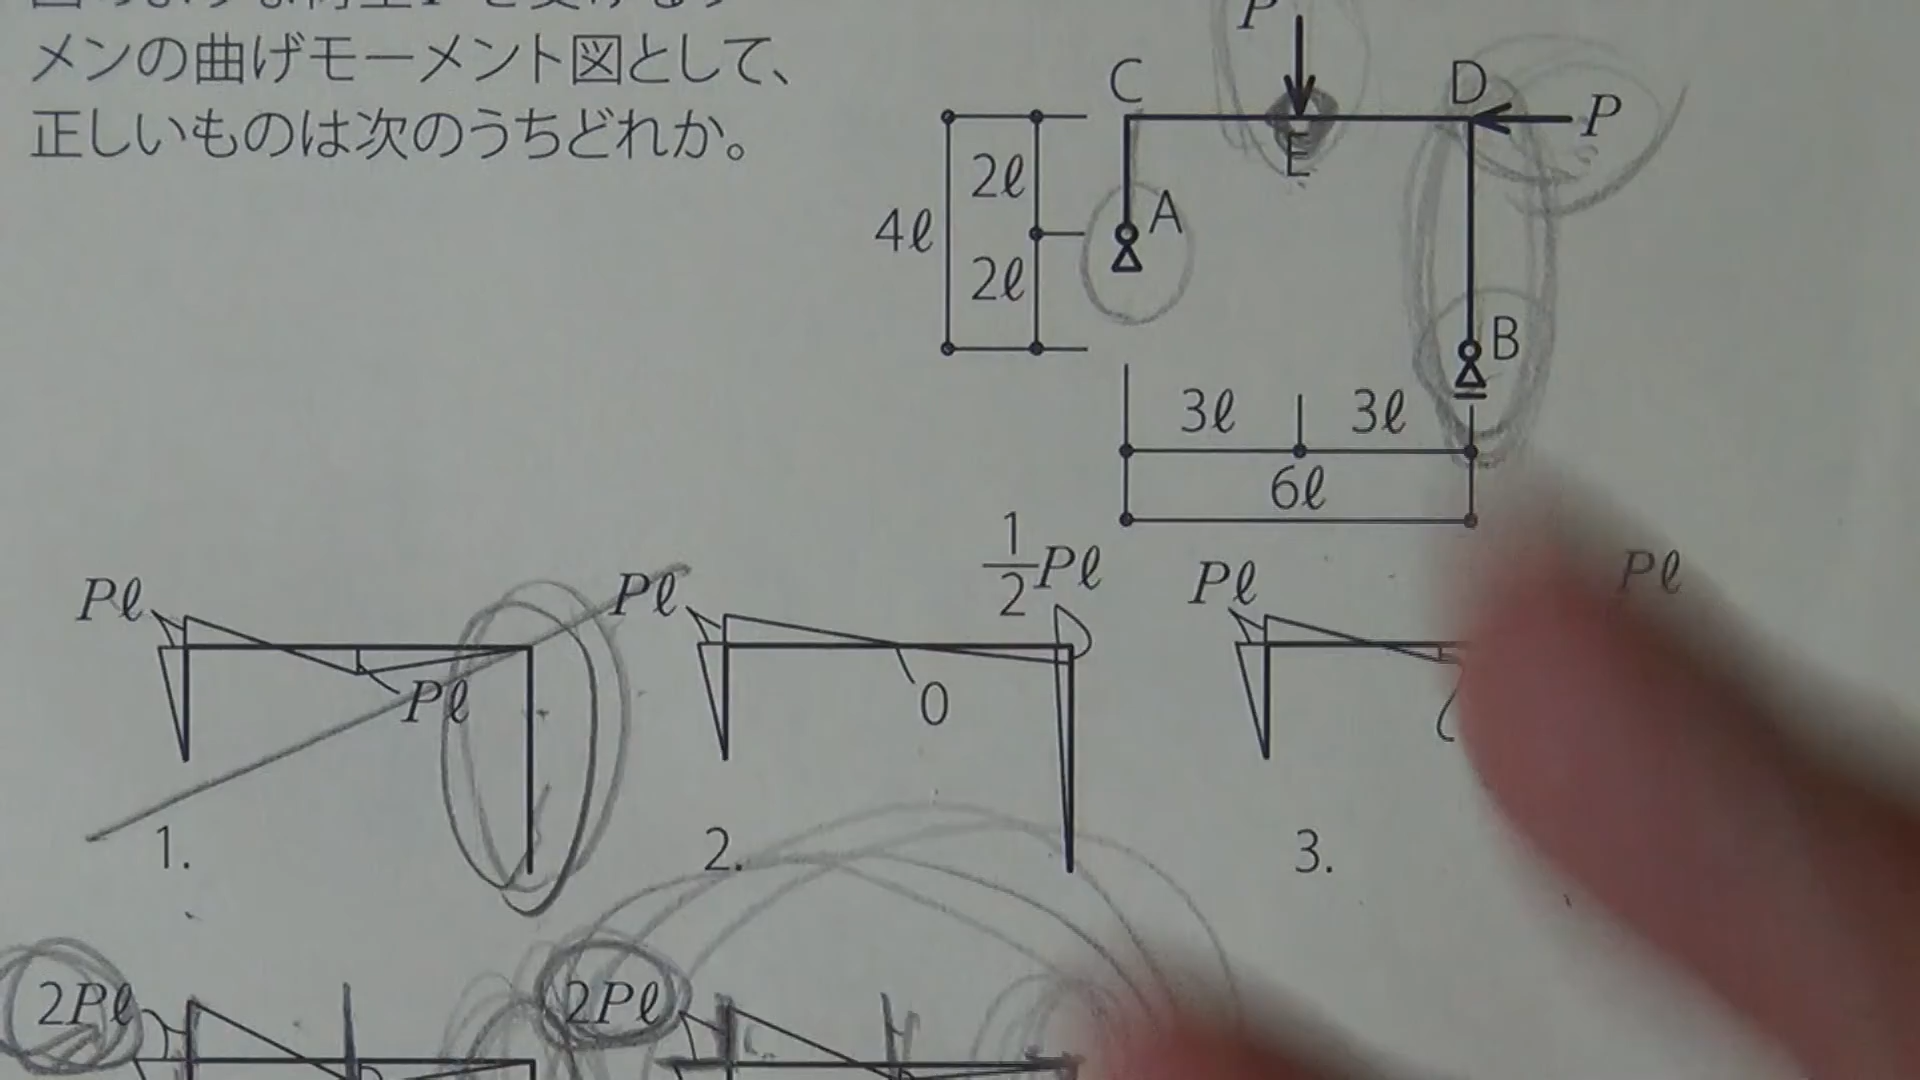 メンの曲げモーメント図として、
正しいものは次のうちどれか。
P
C
D
P
E
2ℓ
4ℓ
A
2ℓ
B
3ℓ
3ℓ
6ℓ
Pℓ
Pℓ
1.
Pℓ
1/2 Pℓ
0
2.
Pℓ
Pℓ
3.
2Pℓ
2Pℓ